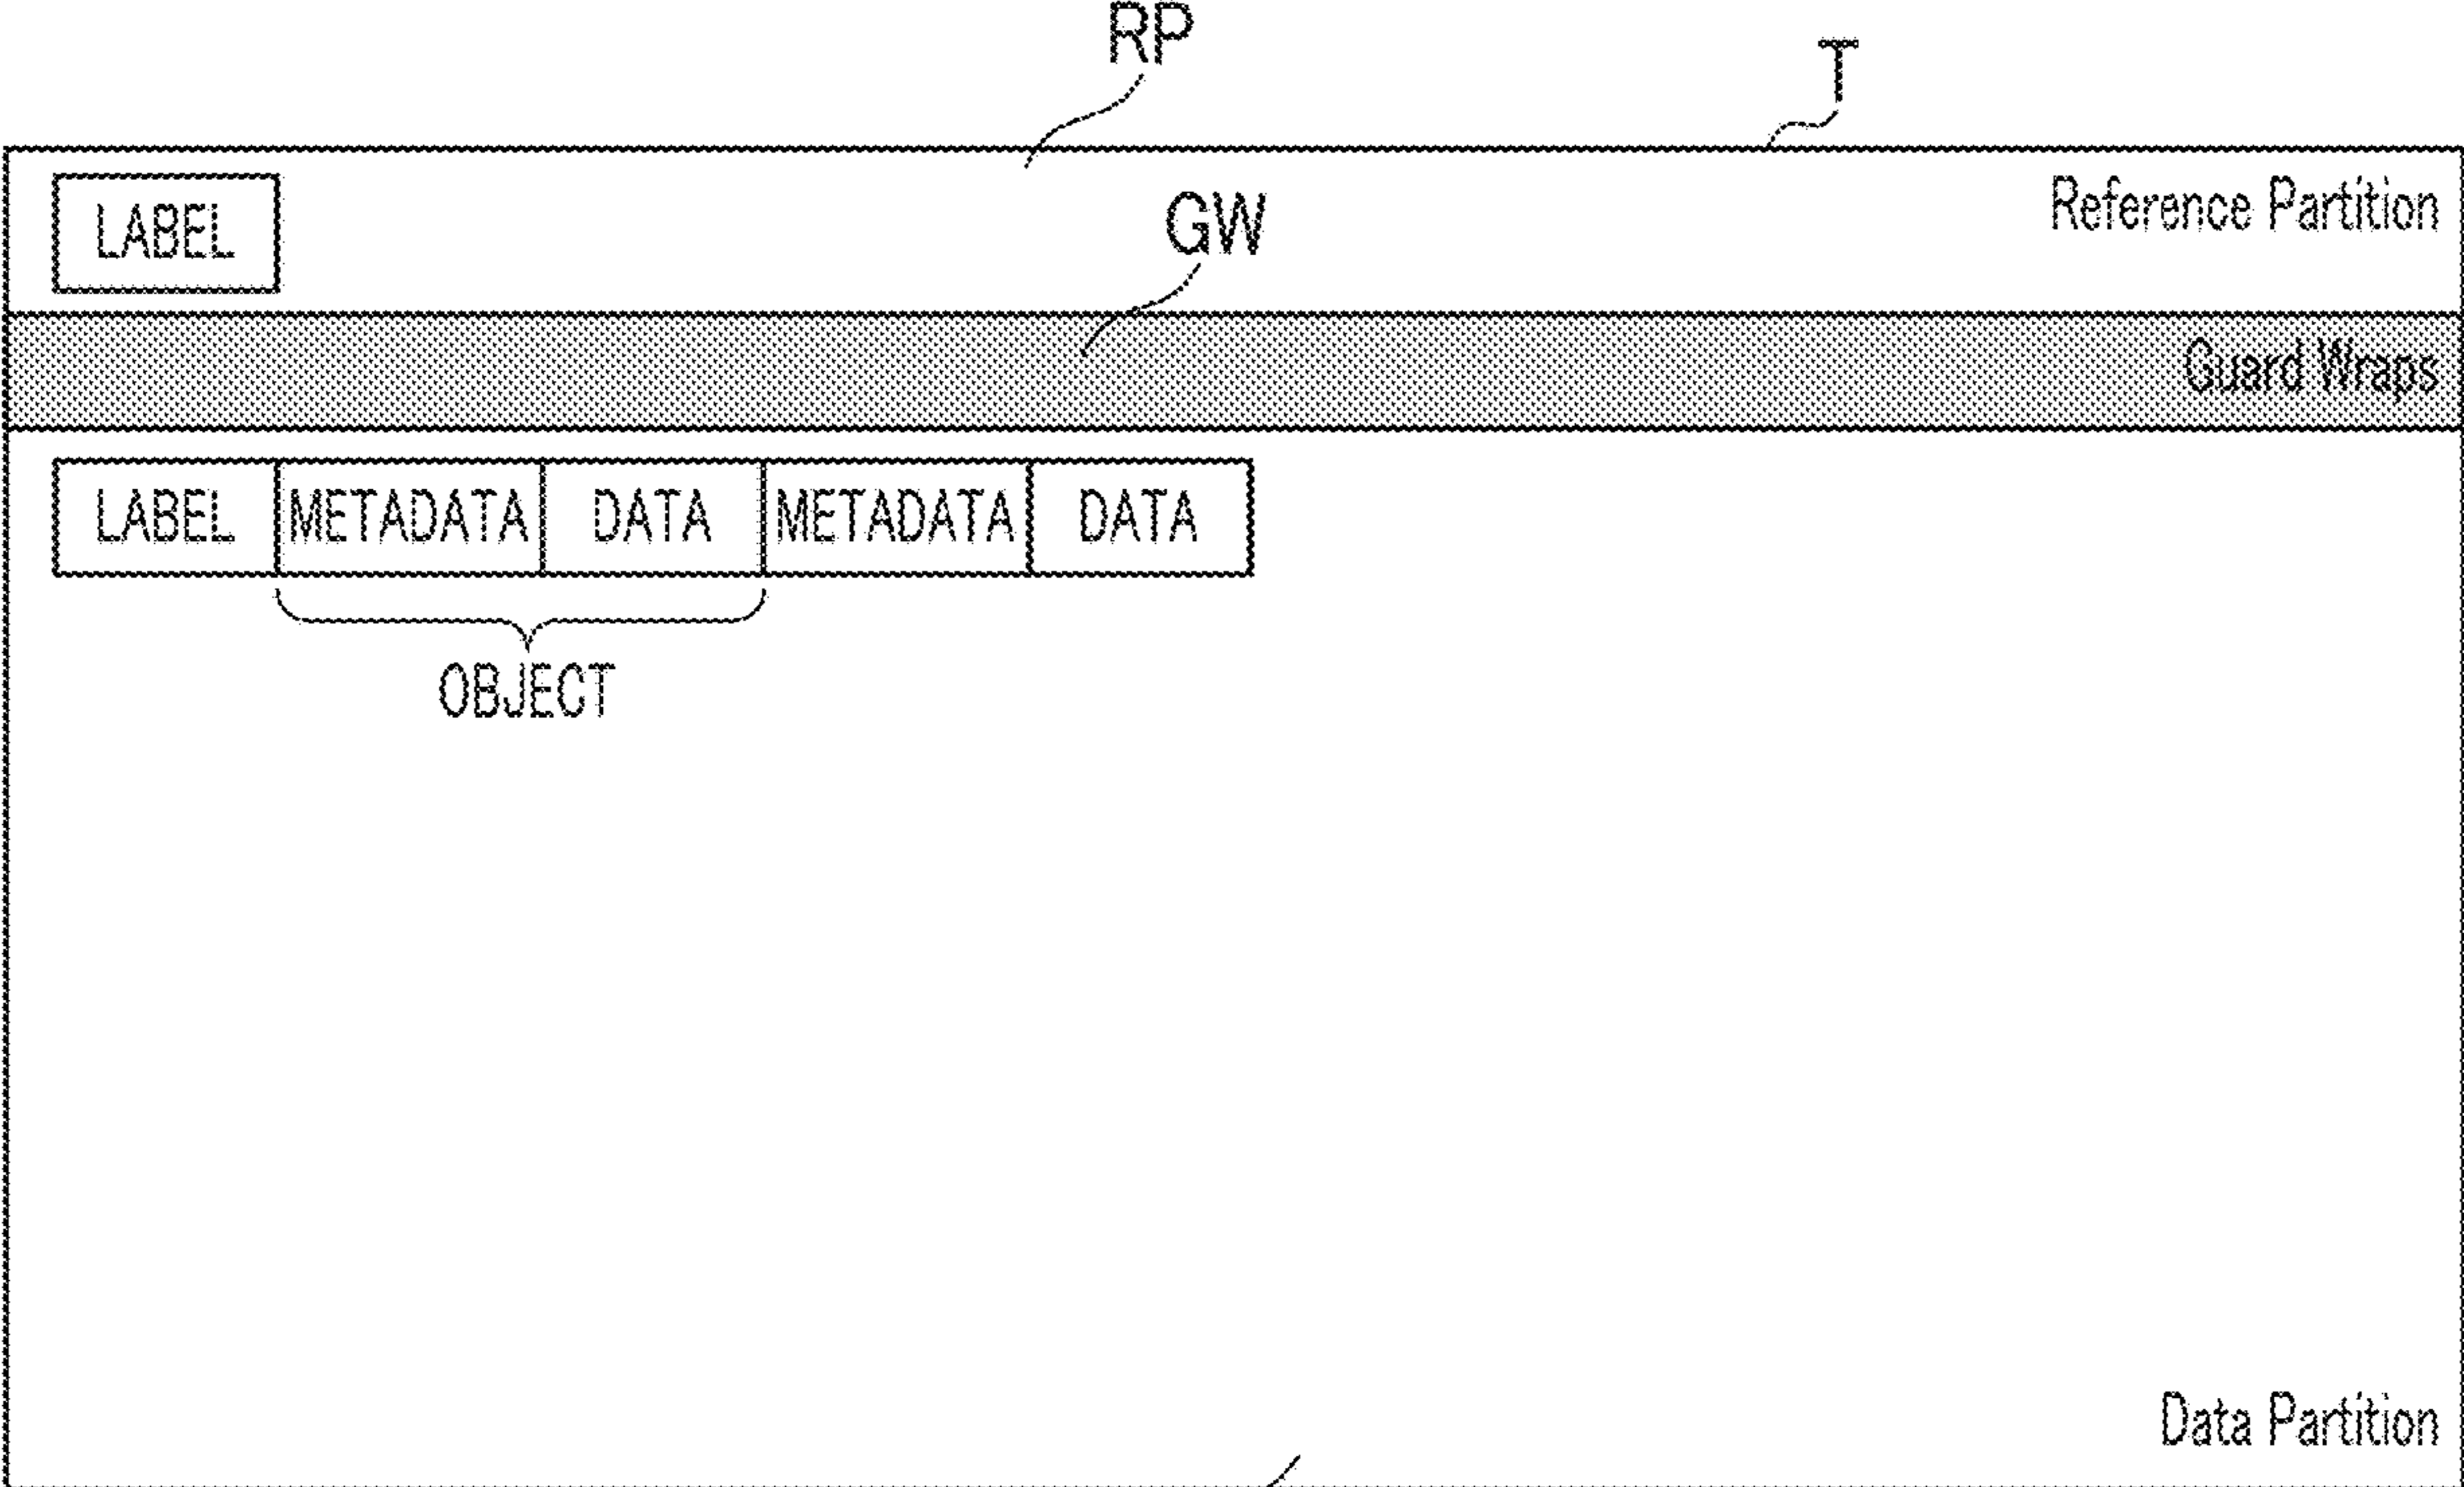 RP
T
LABEL
GW
Reference Partition
Guard Wraps
LABEL METADATA DATA METADATA DATA
OBJECT
Data Partition